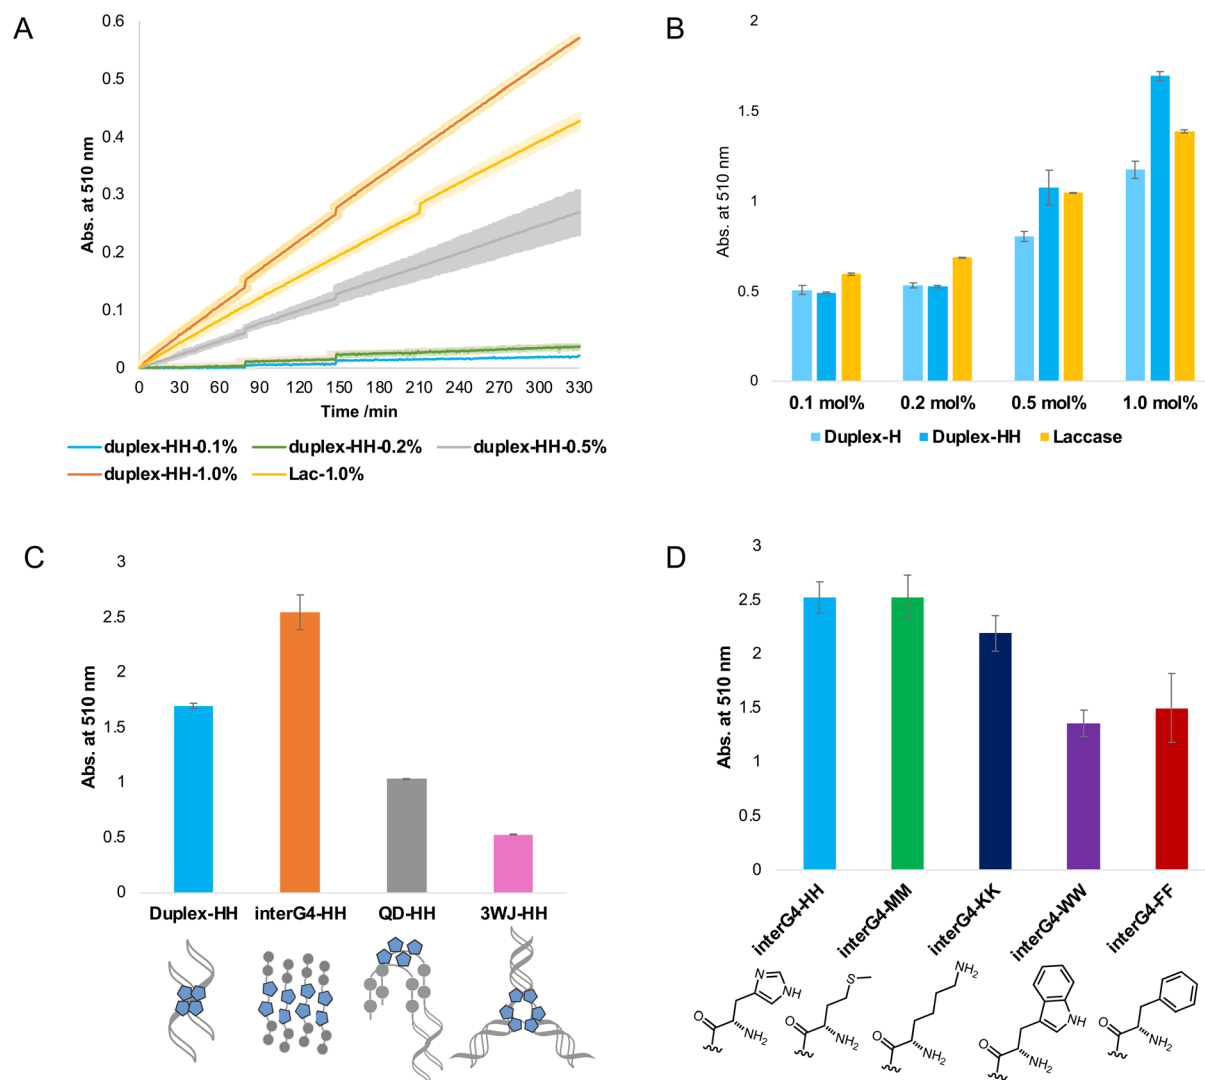 A
Abs. at 510 nm
0.6
0.5
0.4
0.3
0.2
0.1
0
0 30 60 90 120 150 180 210 240 270 300 330
Time /min
duplex-HH-0.1% duplex-HH-0.2% duplex-HH-0.5%
duplex-HH-1.0% Lac-1.0%
B
Abs. at 510 nm
2
1.5
1
0.5
0
0.1 mol% 0.2 mol% 0.5 mol% 1.0 mol%
Duplex-H Duplex-HH Laccase
C
Abs. at 510 nm
3
2.5
2
1.5
1
0.5
0
Duplex-HH interG4-HH QD-HH 3WJ-HH
D
Abs. at 510 nm
3
2.5
2
1.5
1
0.5
0
interG4-HH interG4-MM interG4-KK interG4-WW interG4-FF
N
NH
O
NH2
S
O
NH2
NH2
O
NH2
NH
O
NH2
O
NH2